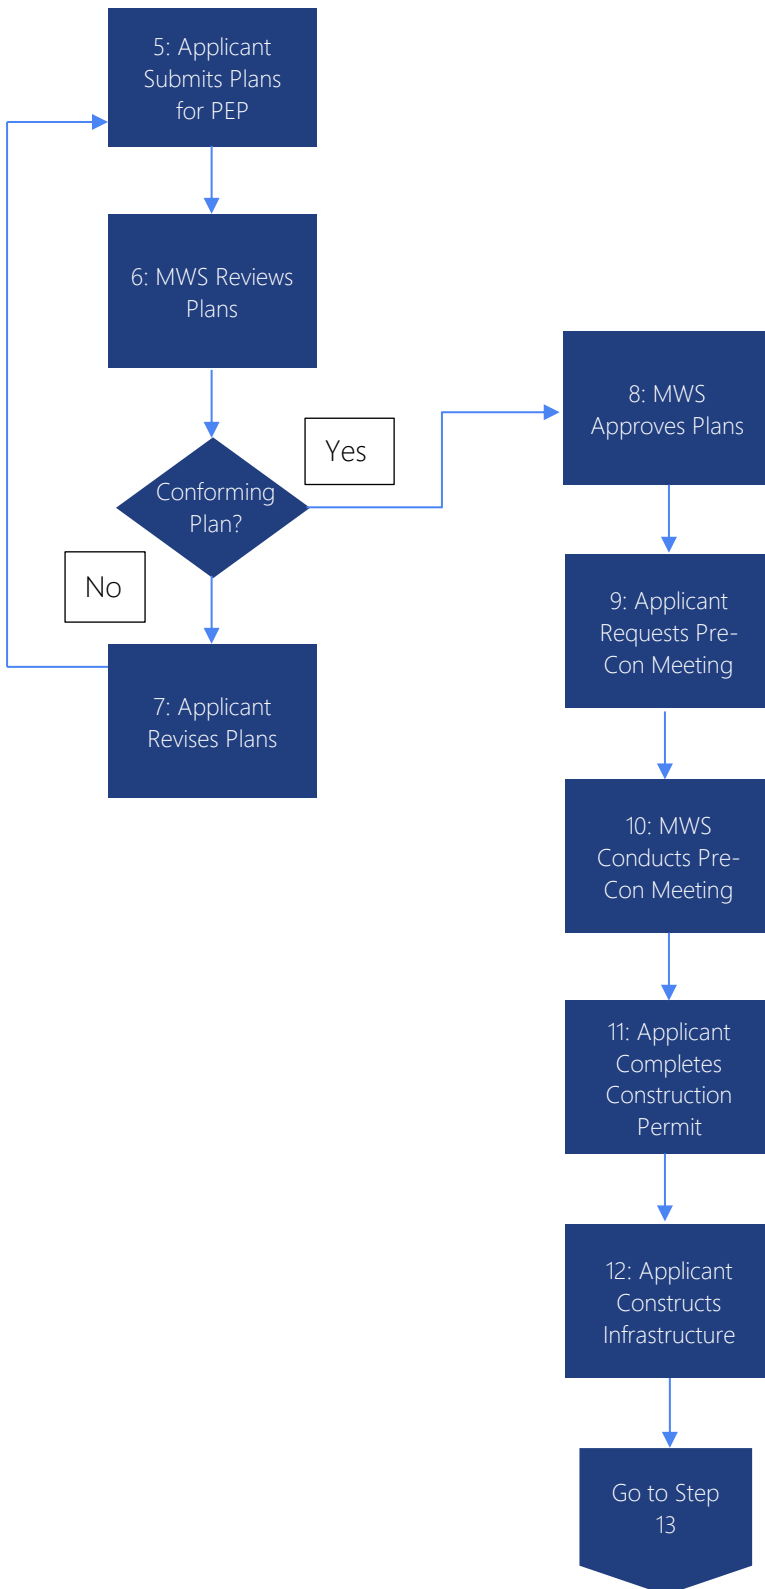 5: Applicant
Submits Plans
for PEP
6: MWS Reviews
Plans
Conforming
Plan?
Yes
No
7: Applicant
Revises Plans
8: MWS
Approves Plans
9: Applicant
Requests Pre-
Con Meeting
10: MWS
Conducts Pre-
Con Meeting
11: Applicant
Completes
Construction
Permit
12: Applicant
Constructs
Infrastructure
Go to Step
13